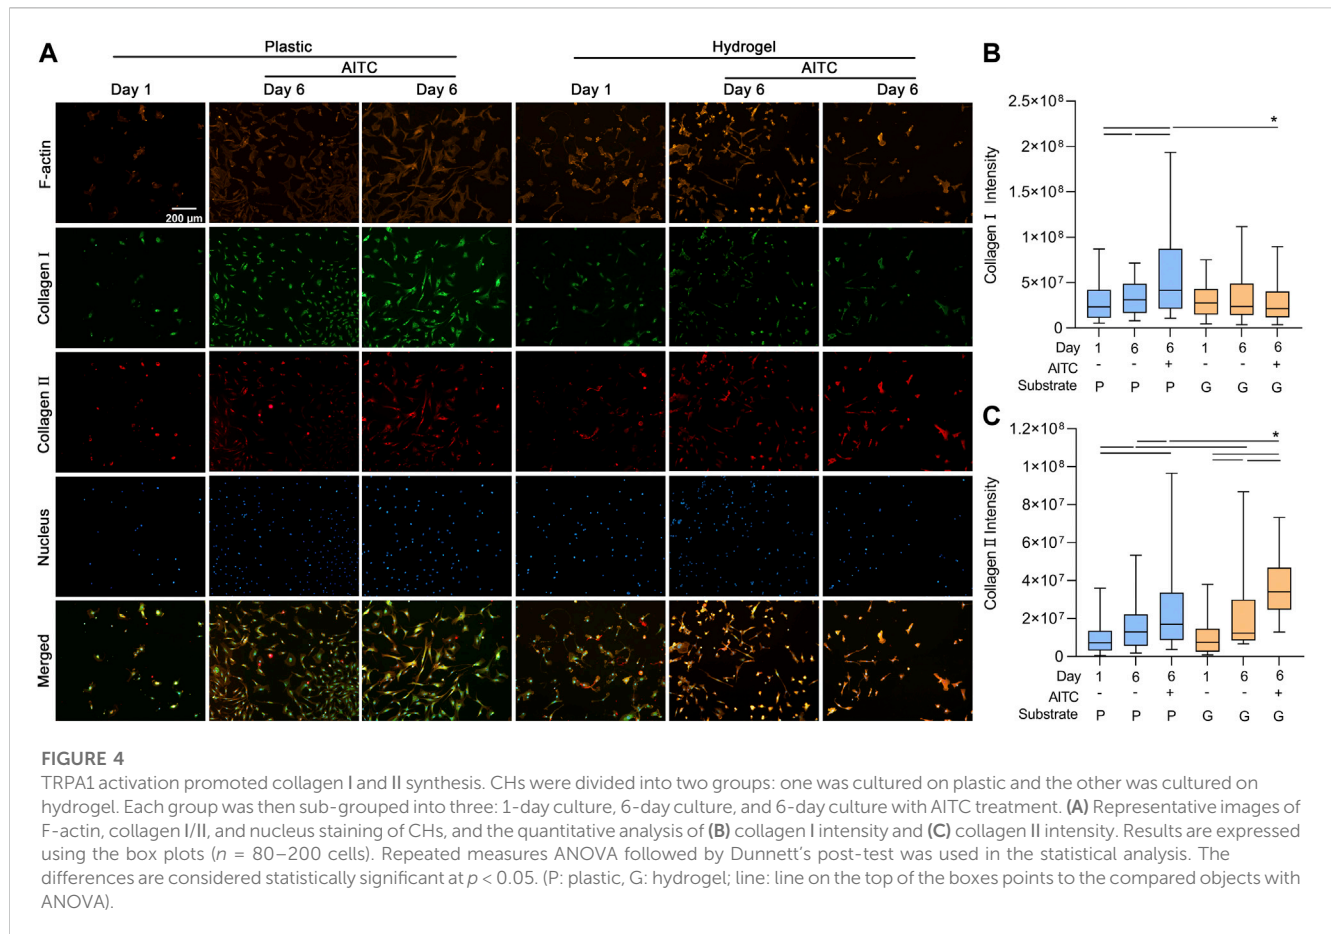 A
Plastic
Hydrogel
AITC
AITC
Day 1
Day 6
Day 6
Day 1
Day 6
Day 6
F-actin
200 µm
Collagen I
Collagen II
Nucleus
Merged
B
Collagen I Intensity
2.5×10⁸
2×10⁸
1.5×10⁸
1×10⁸
5×10⁷
0
*
Day 1 6 6 1 6 6
AITC - - + - - +
Substrate P P P G G G
C
Collagen II Intensity
1.2×10⁸
1×10⁸
8×10⁷
6×10⁷
4×10⁷
2×10⁷
0
*
Day 1 6 6 1 6 6
AITC - - + - - +
Substrate P P P G G G
FIGURE 4
TRPA1 activation promoted collagen I and II synthesis. CHs were divided into two groups: one was cultured on plastic and the other was cultured on
hydrogel. Each group was then sub-grouped into three: 1-day culture, 6-day culture, and 6-day culture with AITC treatment. (A) Representative images of
F-actin, collagen I/II, and nucleus staining of CHs, and the quantitative analysis of (B) collagen I intensity and (C) collagen II intensity. Results are expressed
using the box plots (n = 80–200 cells). Repeated measures ANOVA followed by Dunnett's post-test was used in the statistical analysis. The
differences are considered statistically significant at p < 0.05. (P: plastic, G: hydrogel; line: line on the top of the boxes points to the compared objects with
ANOVA).